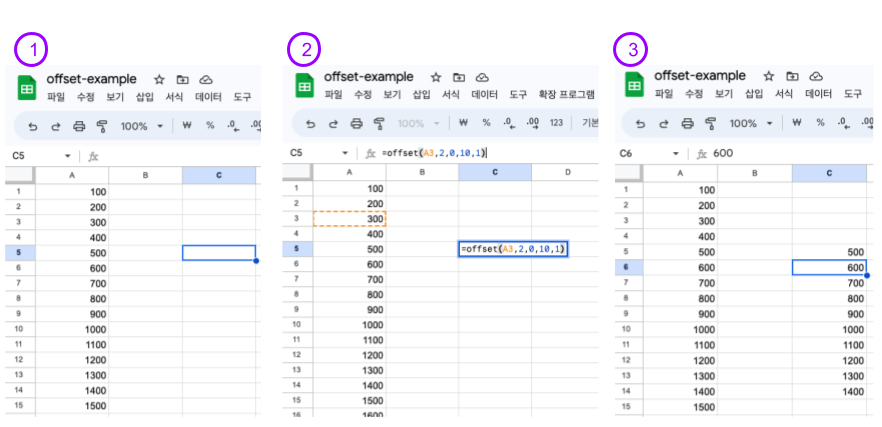 1
offset-example
파일 수정 보기 삽입 서식 데이터 도구
100% ₩ % .0 .00
C5 fx
A B C
1 100
2 200
3 300
4 400
5 500
6 600
7 700
8 800
9 900
10 1000
11 1100
12 1200
13 1300
14 1400
15 1500
2
offset-example
파일 수정 보기 삽입 서식 데이터 도구 확장 프로그램
100% ₩ % .0 .00 123 기본
C5 fx =offset(A3,2,0,10,1)
A B C D
1 100
2 200
3 300
4 400
5 500 =offset(A3,2,0,10,1)
6 600
7 700
8 800
9 900
10 1000
11 1100
12 1200
13 1300
14 1400
15 1500
16 1600
3
offset-example
파일 수정 보기 삽입 서식 데이터 도구
100% ₩ % .0 .00
C6 fx 600
A B C
1 100
2 200
3 300
4 400
5 500 500
6 600 600
7 700 700
8 800 800
9 900 900
10 1000 1000
11 1100 1100
12 1200 1200
13 1300 1300
14 1400 1400
15 1500